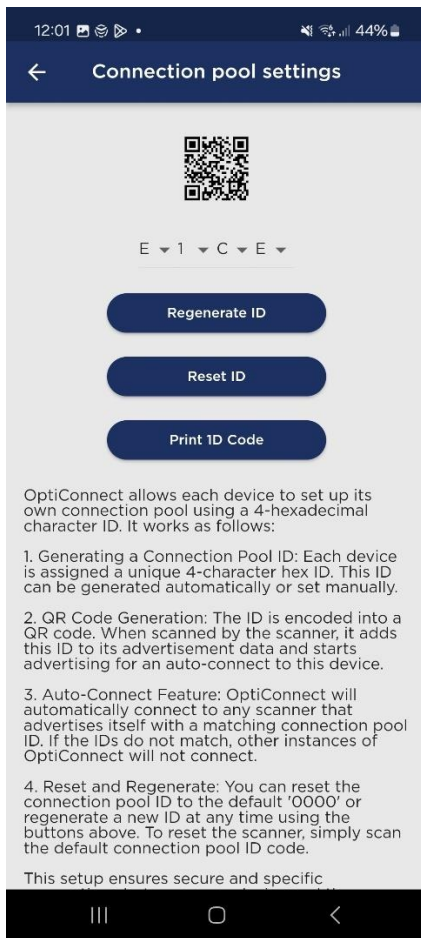 12:01 44%
Connection pool settings
E 1 C E
Regenerate ID
Reset ID
Print 1D Code
OptiConnect allows each device to set up its
own connection pool using a 4-hexadecimal
character ID. It works as follows:
1. Generating a Connection Pool ID: Each device
is assigned a unique 4-character hex ID. This ID
can be generated automatically or set manually.
2. QR Code Generation: The ID is encoded into a
QR code. When scanned by the scanner, it adds
this ID to its advertisement data and starts
advertising for an auto-connect to this device.
3. Auto-Connect Feature: OptiConnect will
automatically connect to any scanner that
advertises itself with a matching connection pool
ID. If the IDs do not match, other instances of
OptiConnect will not connect.
4. Reset and Regenerate: You can reset the
connection pool ID to the default '0000' or
regenerate a new ID at any time using the
buttons above. To reset the scanner, simply scan
the default connection pool ID code.
This setup ensures secure and specific